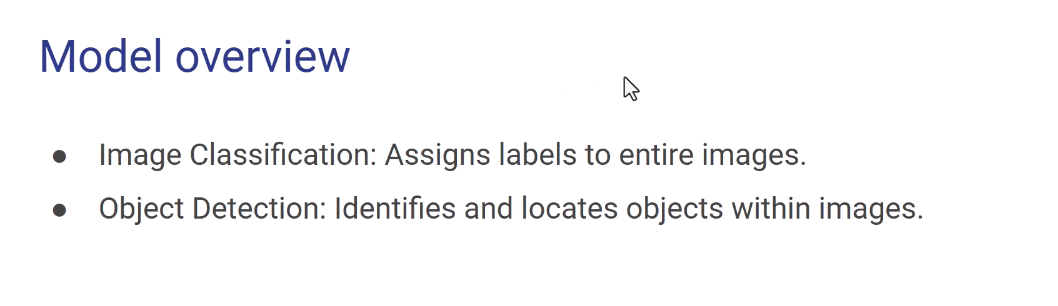 Model overview
● Image Classification: Assigns labels to entire images.
● Object Detection: Identifies and locates objects within images.